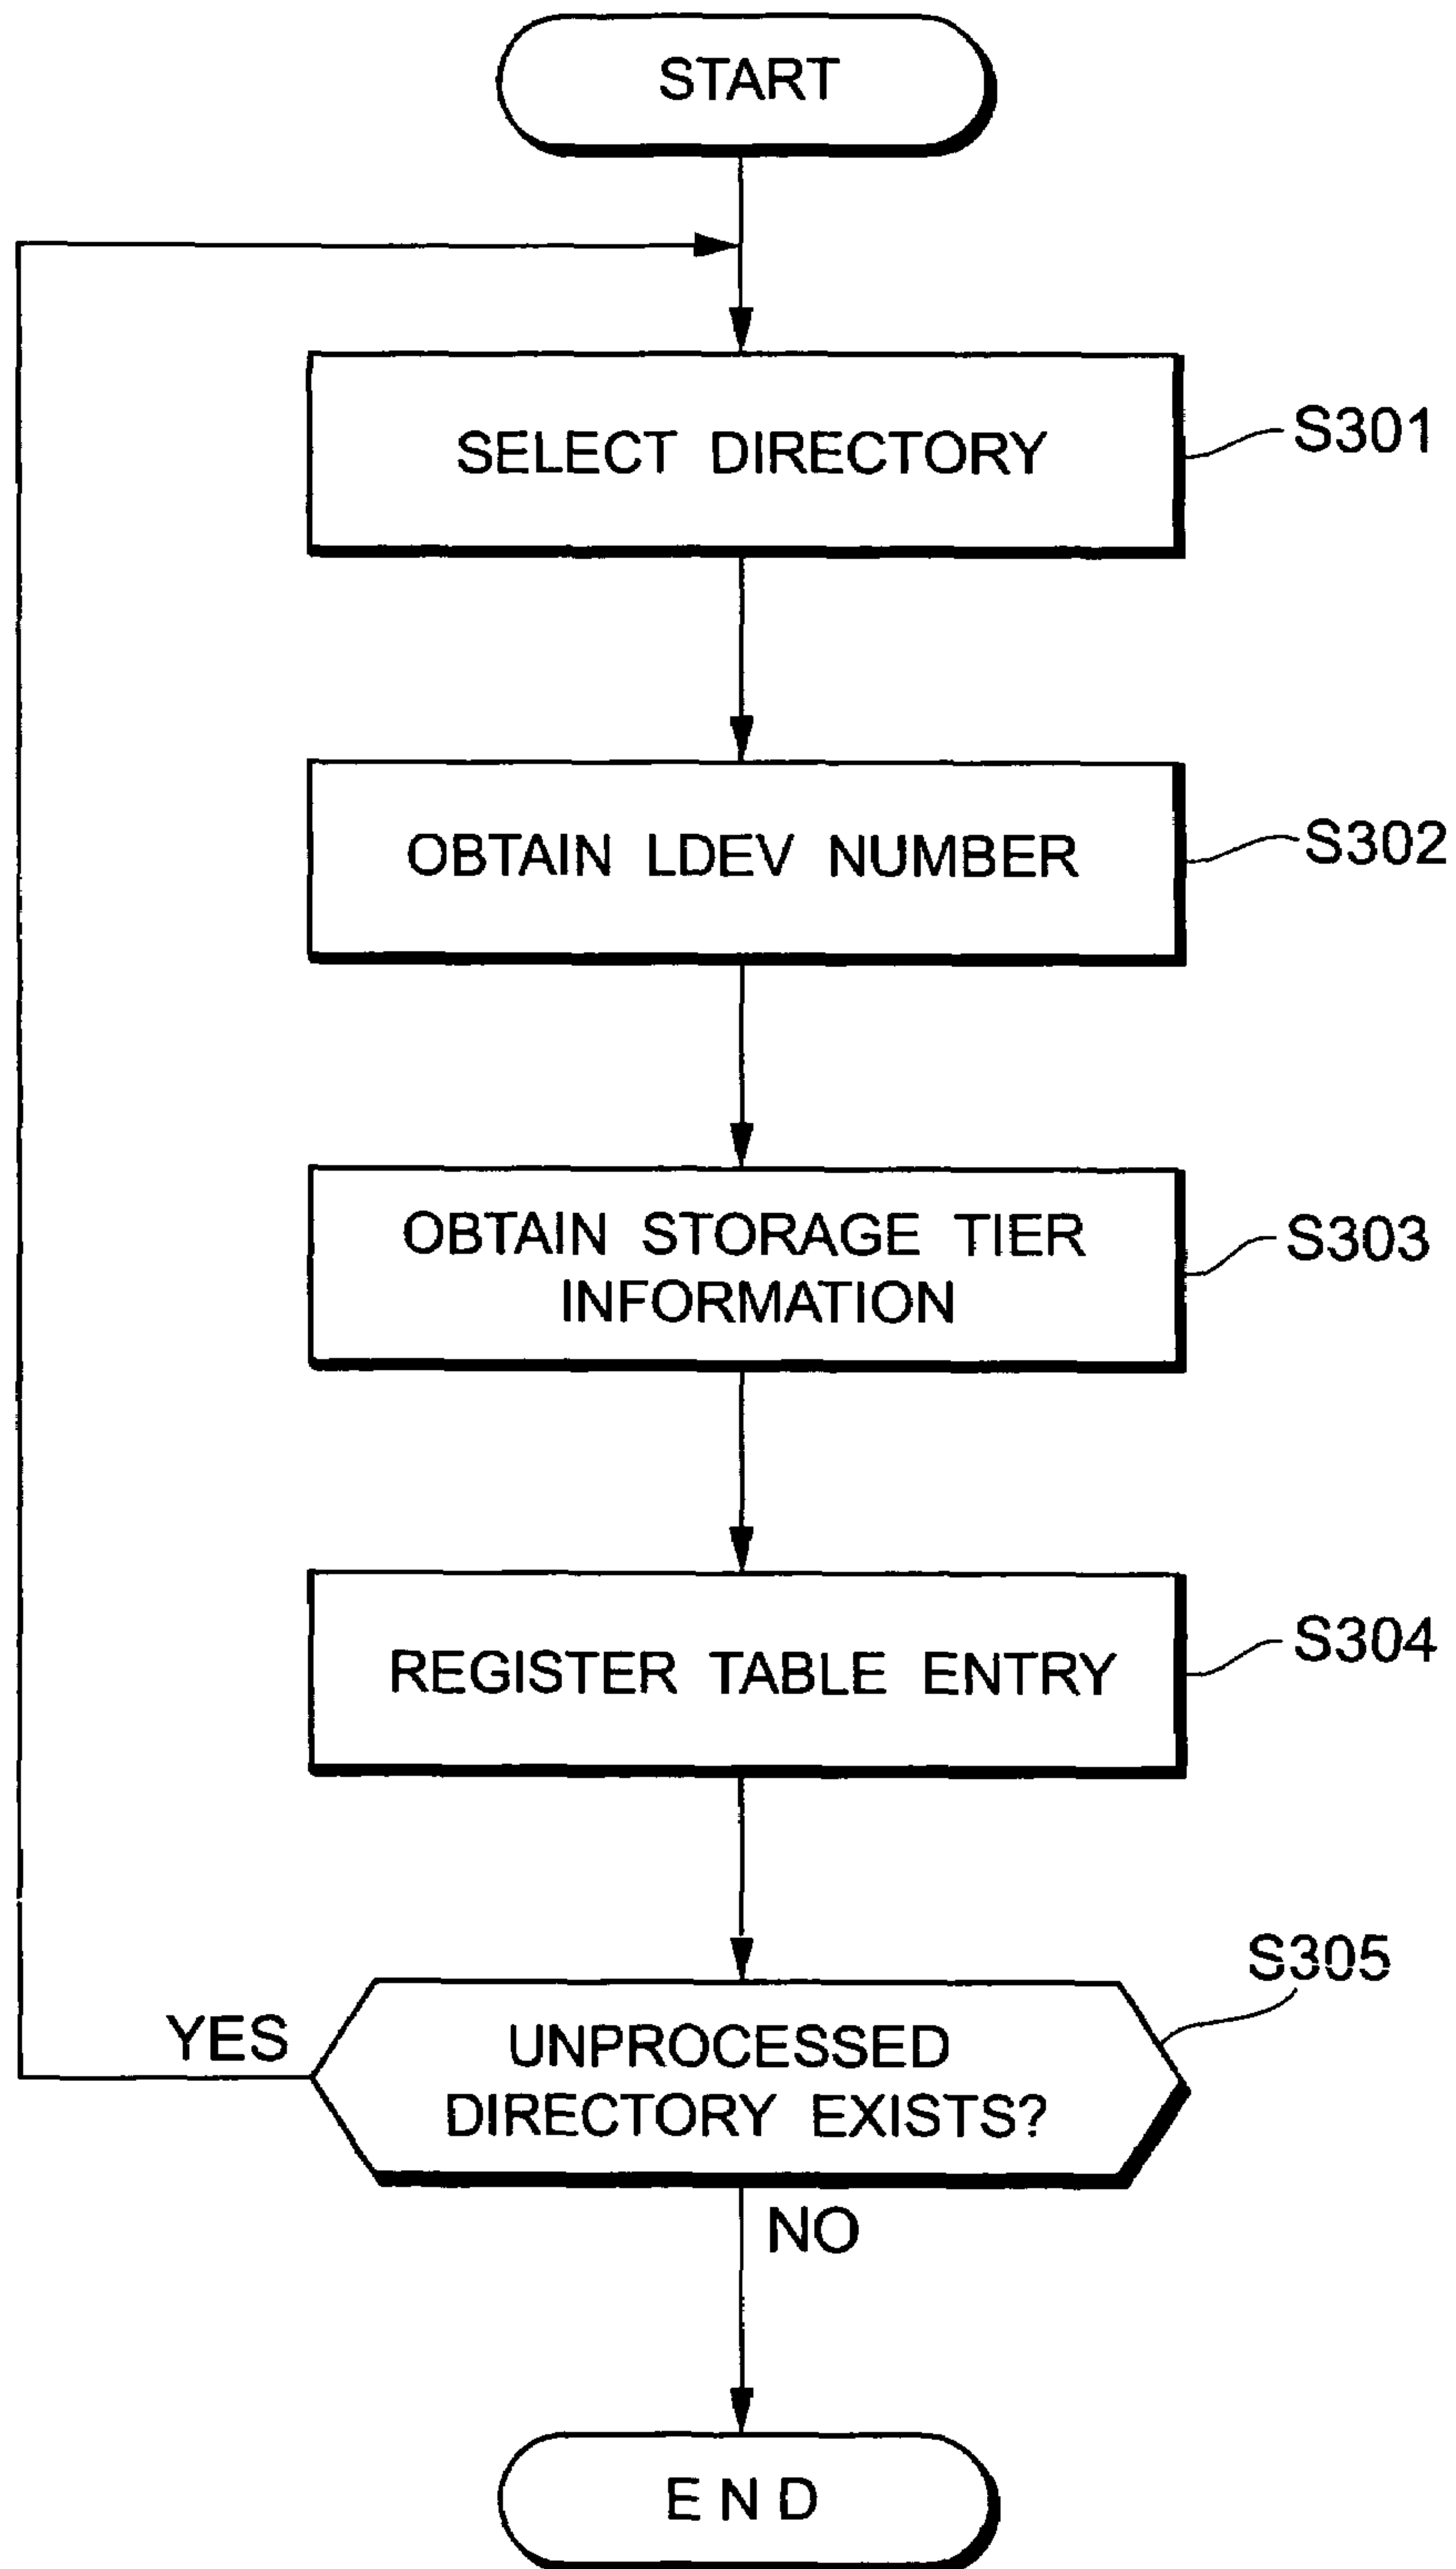 START
SELECT DIRECTORY
S301
OBTAIN LDEV NUMBER
S302
OBTAIN STORAGE TIER
INFORMATION
S303
REGISTER TABLE ENTRY
S304
S305
YES
UNPROCESSED
DIRECTORY EXISTS?
NO
END